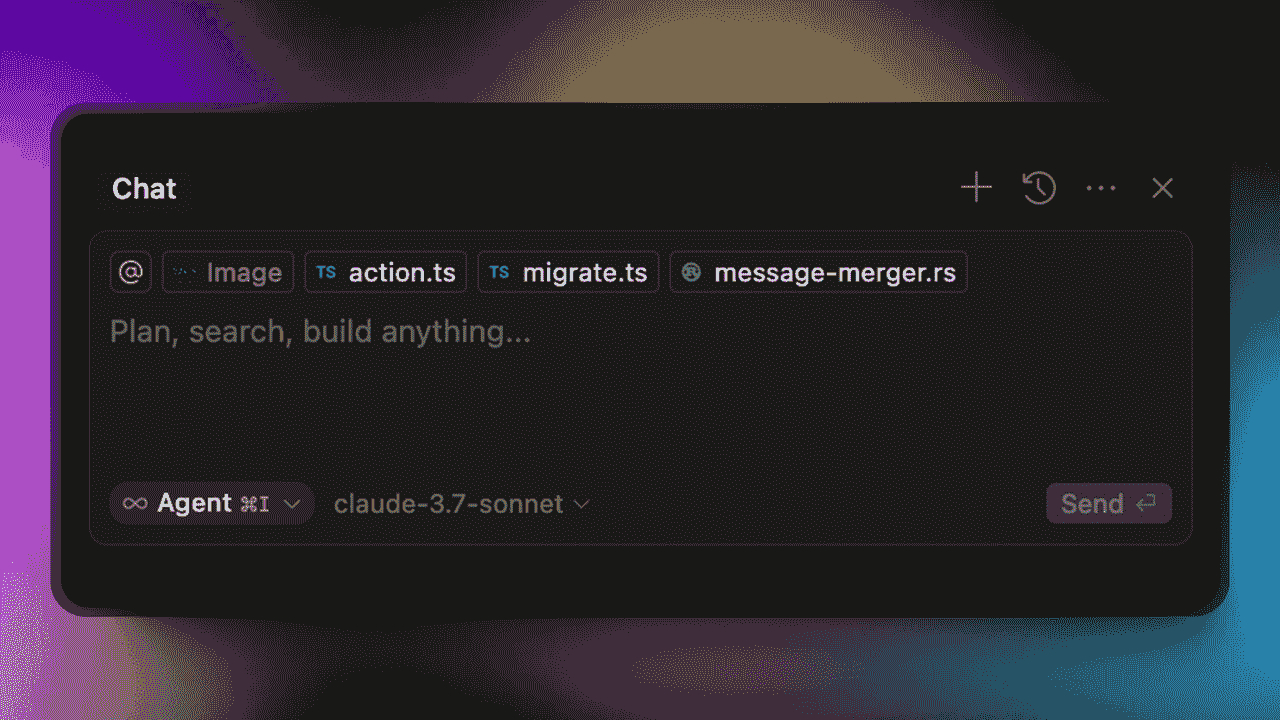 Chat
@ Image TS action.ts TS migrate.ts message-merger.rs
Plan, search, build anything...
Agent ⌘I claude-3.7-sonnet Send